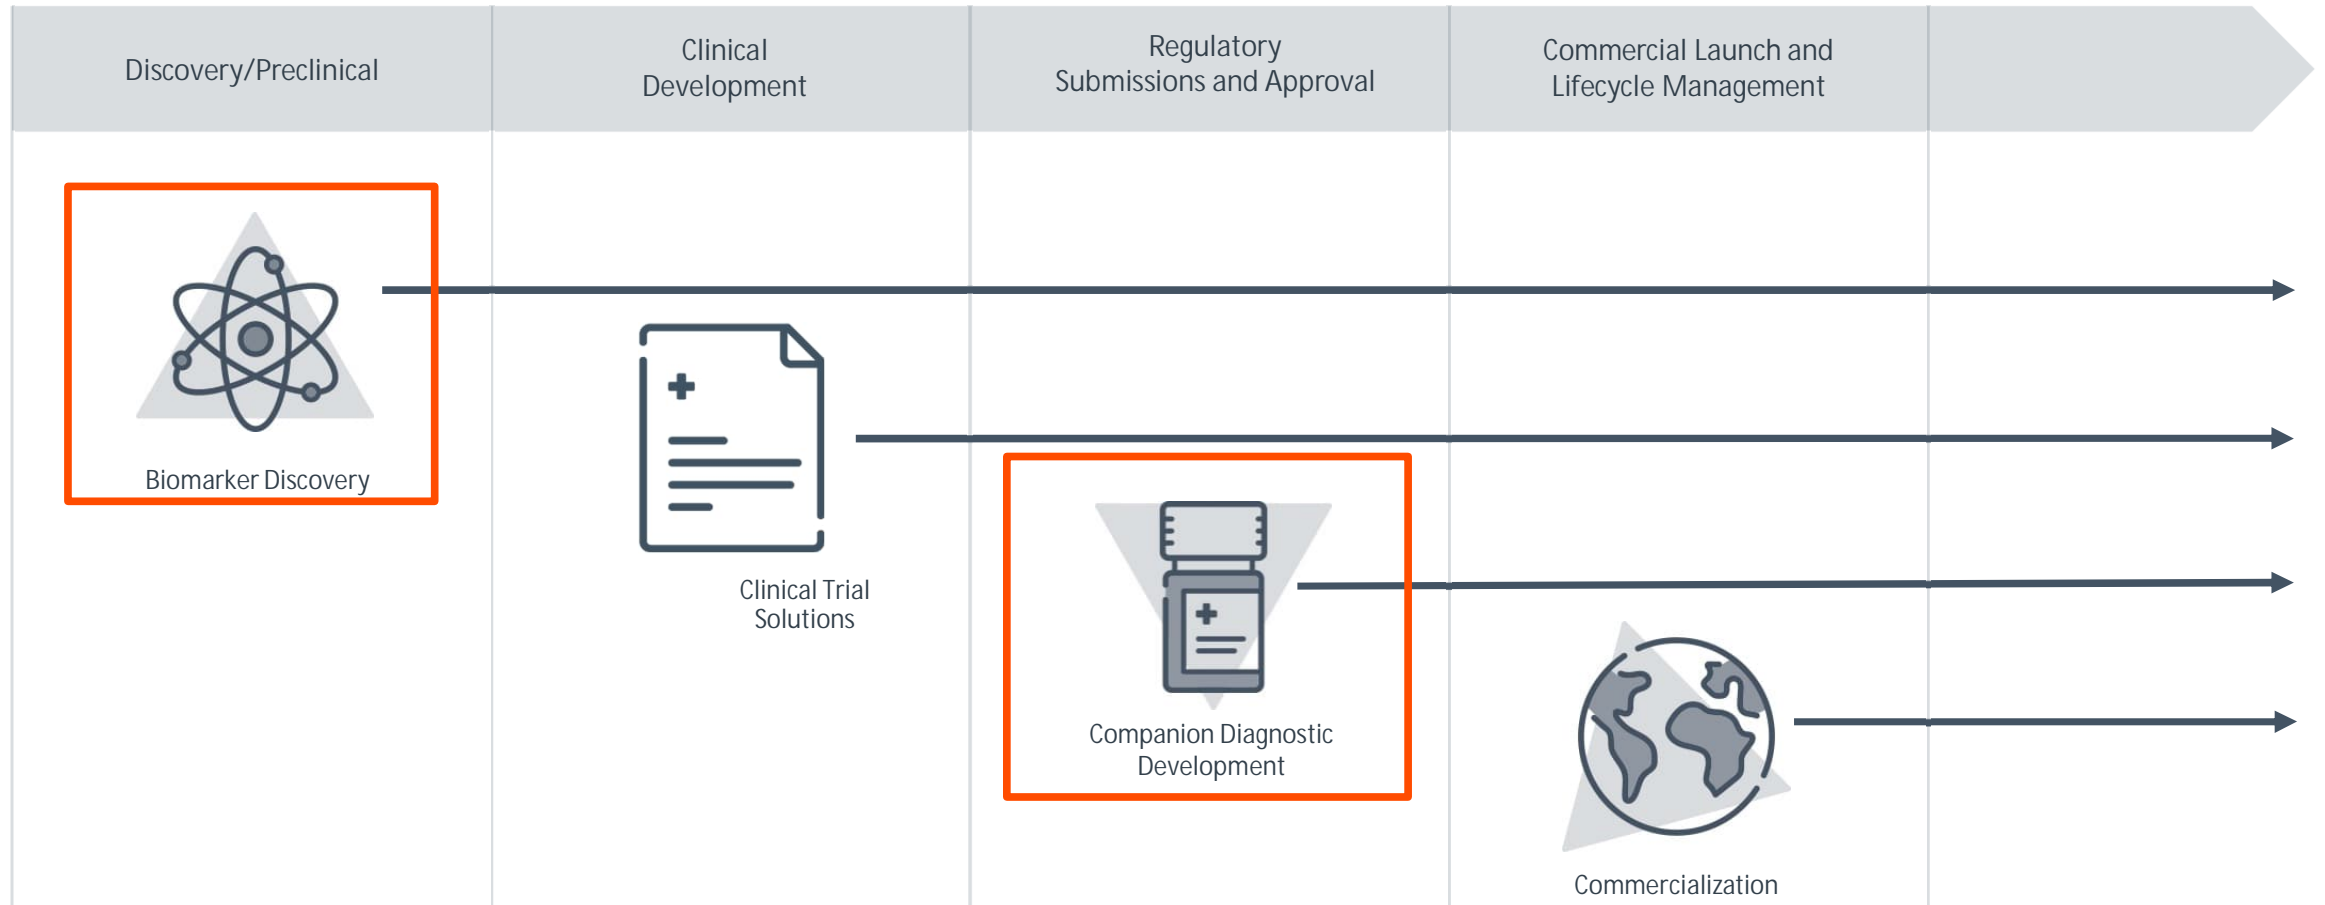 Discovery/Preclinical
Clinical
Development
Regulatory
Submissions and Approval
Commercial Launch and
Lifecycle Management
Biomarker Discovery
Clinical Trial
Solutions
Companion Diagnostic
Development
Commercialization